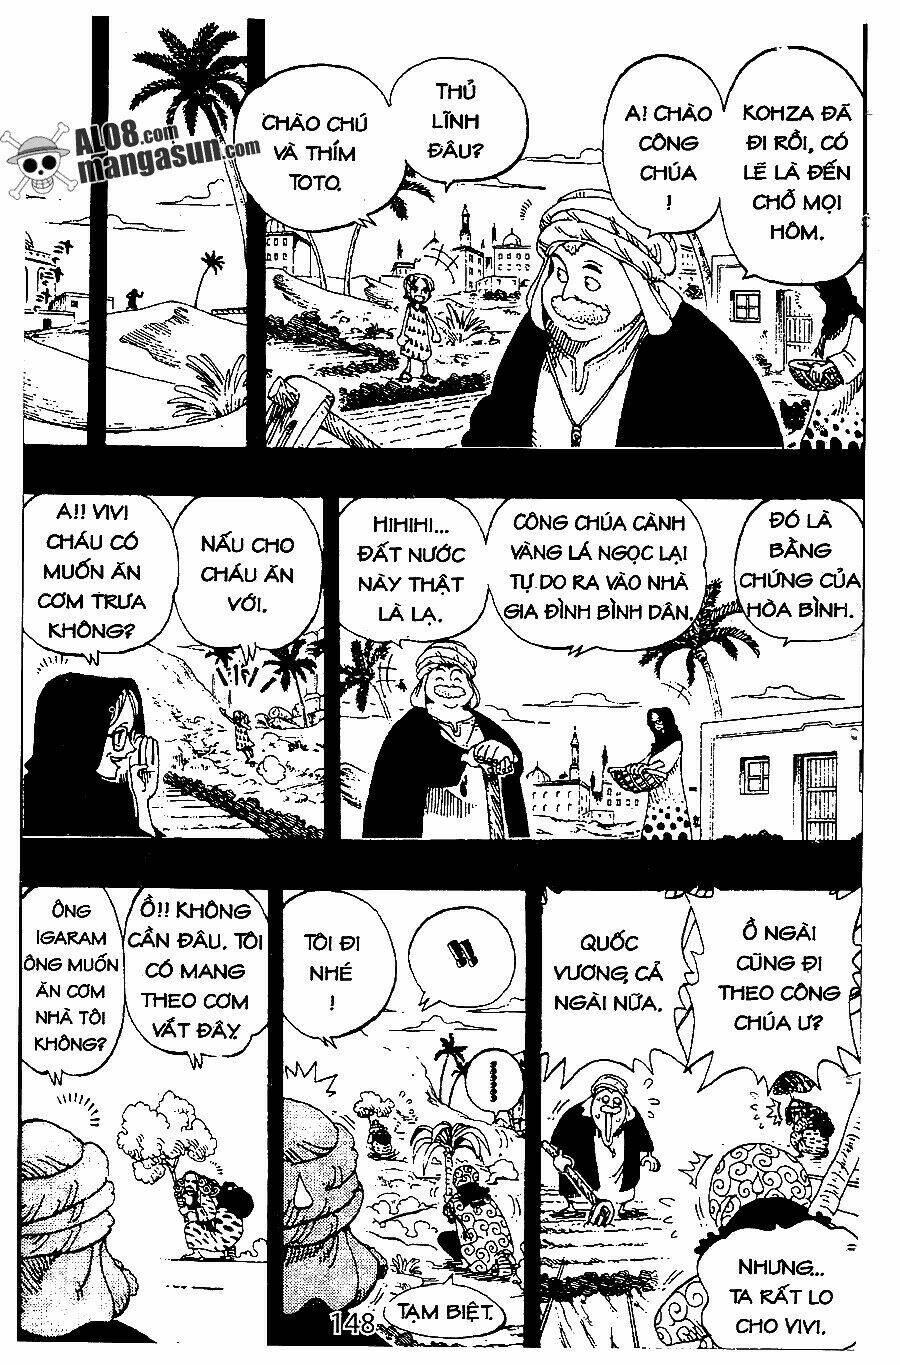 AL08.com
mangasun.com
KOHZA ĐÃ
ĐI RỒI, CÓ
LẼ LÀ ĐẾN
CHỖ MỌI
HÔM.
A! CHÀO
CÔNG
CHÚA
!
THỦ
LĨNH
ĐÂU?
CHÀO CHÚ
VÀ THÍM
TOTO.
ĐÓ LÀ
BẰNG
CHỨNG CỦA
HÒA BÌNH.
CÔNG CHÚA CÀNH
VÀNG LÁ NGỌC LẠI
TỰ DO RA VÀO NHÀ
GIA ĐÌNH BÌNH DÂN.
HIHIHI...
ĐẤT NƯỚC
NÀY THẬT
LÀ LẠ.
NẤU CHO
CHÁU ĂN
VỚI.
A!! VIVI
CHÁU CÓ
MUỐN ĂN
CƠM TRƯA
KHÔNG?
Ồ NGÀI
CŨNG ĐI
THEO CÔNG
CHÚA Ư?
QUỐC
VƯƠNG, CẢ
NGÀI NỮA.
NHƯNG...
TA RẤT LO
CHO VIVI.
!!
......
TÔI ĐI
NHÉ
!
TẠM BIỆT.
Ồ!! KHÔNG
CẦN ĐÂU. TÔI
CÓ MANG
THEO CƠM
VẮT ĐÂY.
ÔNG
IGARAM
ÔNG MUỐN
ĂN CƠM
NHÀ TÔI
KHÔNG?
148